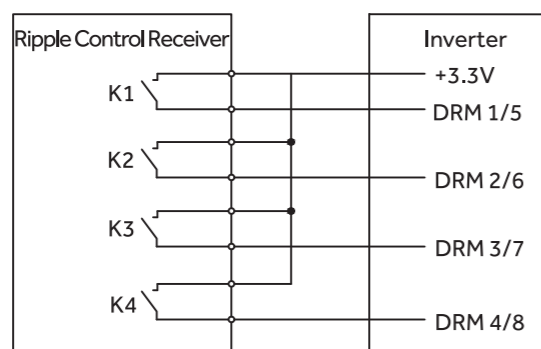 Ripple Control Receiver
Inverter
+3.3V
K1
DRM 1/5
K2
DRM 2/6
K3
DRM 3/7
K4
DRM 4/8